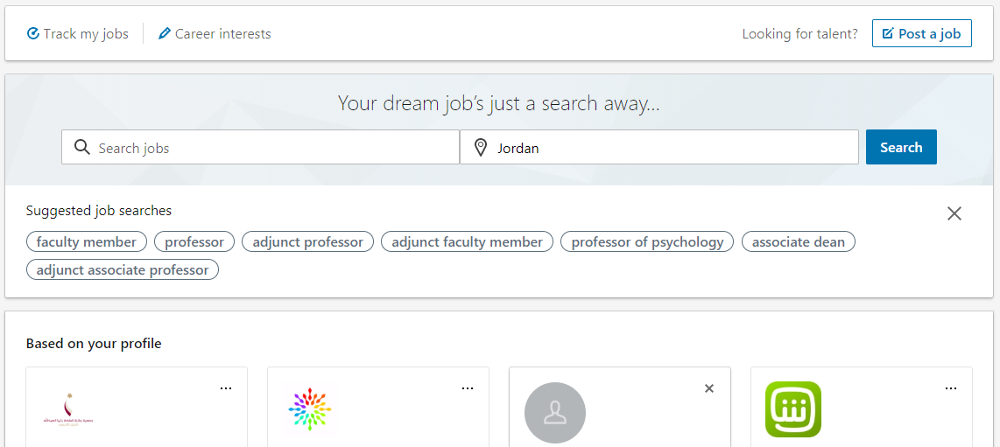 Track my jobs
Career interests
Looking for talent?
Post a job
Your dream job's just a search away...
Search jobs
Jordan
Search
Suggested job searches
faculty member
professor
adjunct professor
adjunct faculty member
professor of psychology
associate dean
adjunct associate professor
Based on your profile